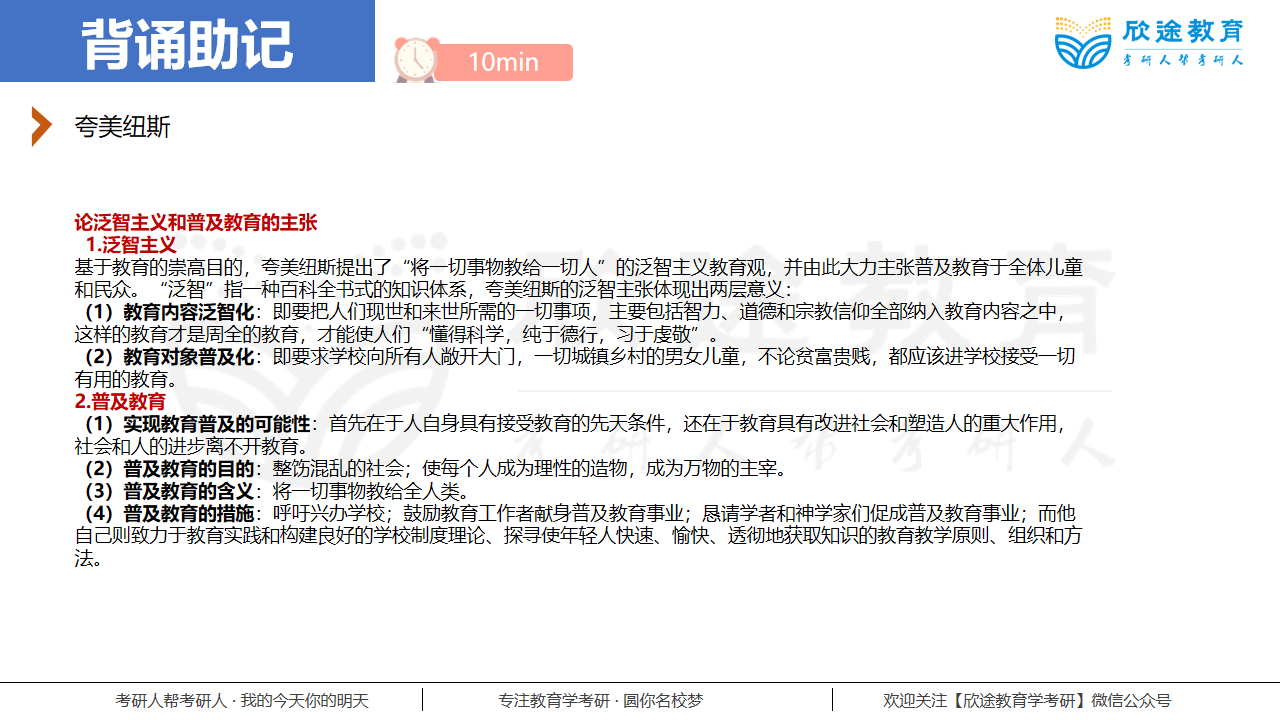 背诵助记
10min
欣途教育
考研人帮考研人
夸美纽斯
论泛智主义和普及教育的主张
1.泛智主义
基于教育的崇高目的，夸美纽斯提出了“将一切事物教给一切人”的泛智主义教育观，并由此大力主张普及教育于全体儿童
和民众。“泛智”指一种百科全书式的知识体系，夸美纽斯的泛智主张体现出两层意义：
（1）教育内容泛智化：即要把人们现世和来世所需的一切事项，主要包括智力、道德和宗教信仰全部纳入教育内容之中，
这样的教育才是周全的教育，才能使人们“懂得科学，纯于德行，习于虔敬”。
（2）教育对象普及化：即要求学校向所有人敞开大门，一切城镇乡村的男女儿童，不论贫富贵贱，都应该进学校接受一切
有用的教育。
2.普及教育
（1）实现教育普及的可能性：首先在于人自身具有接受教育的先天条件，还在于教育具有改进社会和塑造人的重大作用，
社会和人的进步离不开教育。
（2）普及教育的目的：整饬混乱的社会；使每个人成为理性的造物，成为万物的主宰。
（3）普及教育的含义：将一切事物教给全人类。
（4）普及教育的措施：呼吁兴办学校；鼓励教育工作者献身普及教育事业；恳请学者和神学家们促成普及教育事业；而他
自己则致力于教育实践和构建良好的学校制度理论、探寻使年轻人快速、愉快、透彻地获取知识的教育教学原则、组织和方
法。
欣途教育
考研人帮考研人
考研人帮考研人 · 我的今天你的明天
专注教育学考研 · 圆你名校梦
欢迎关注【欣途教育学考研】微信公众号